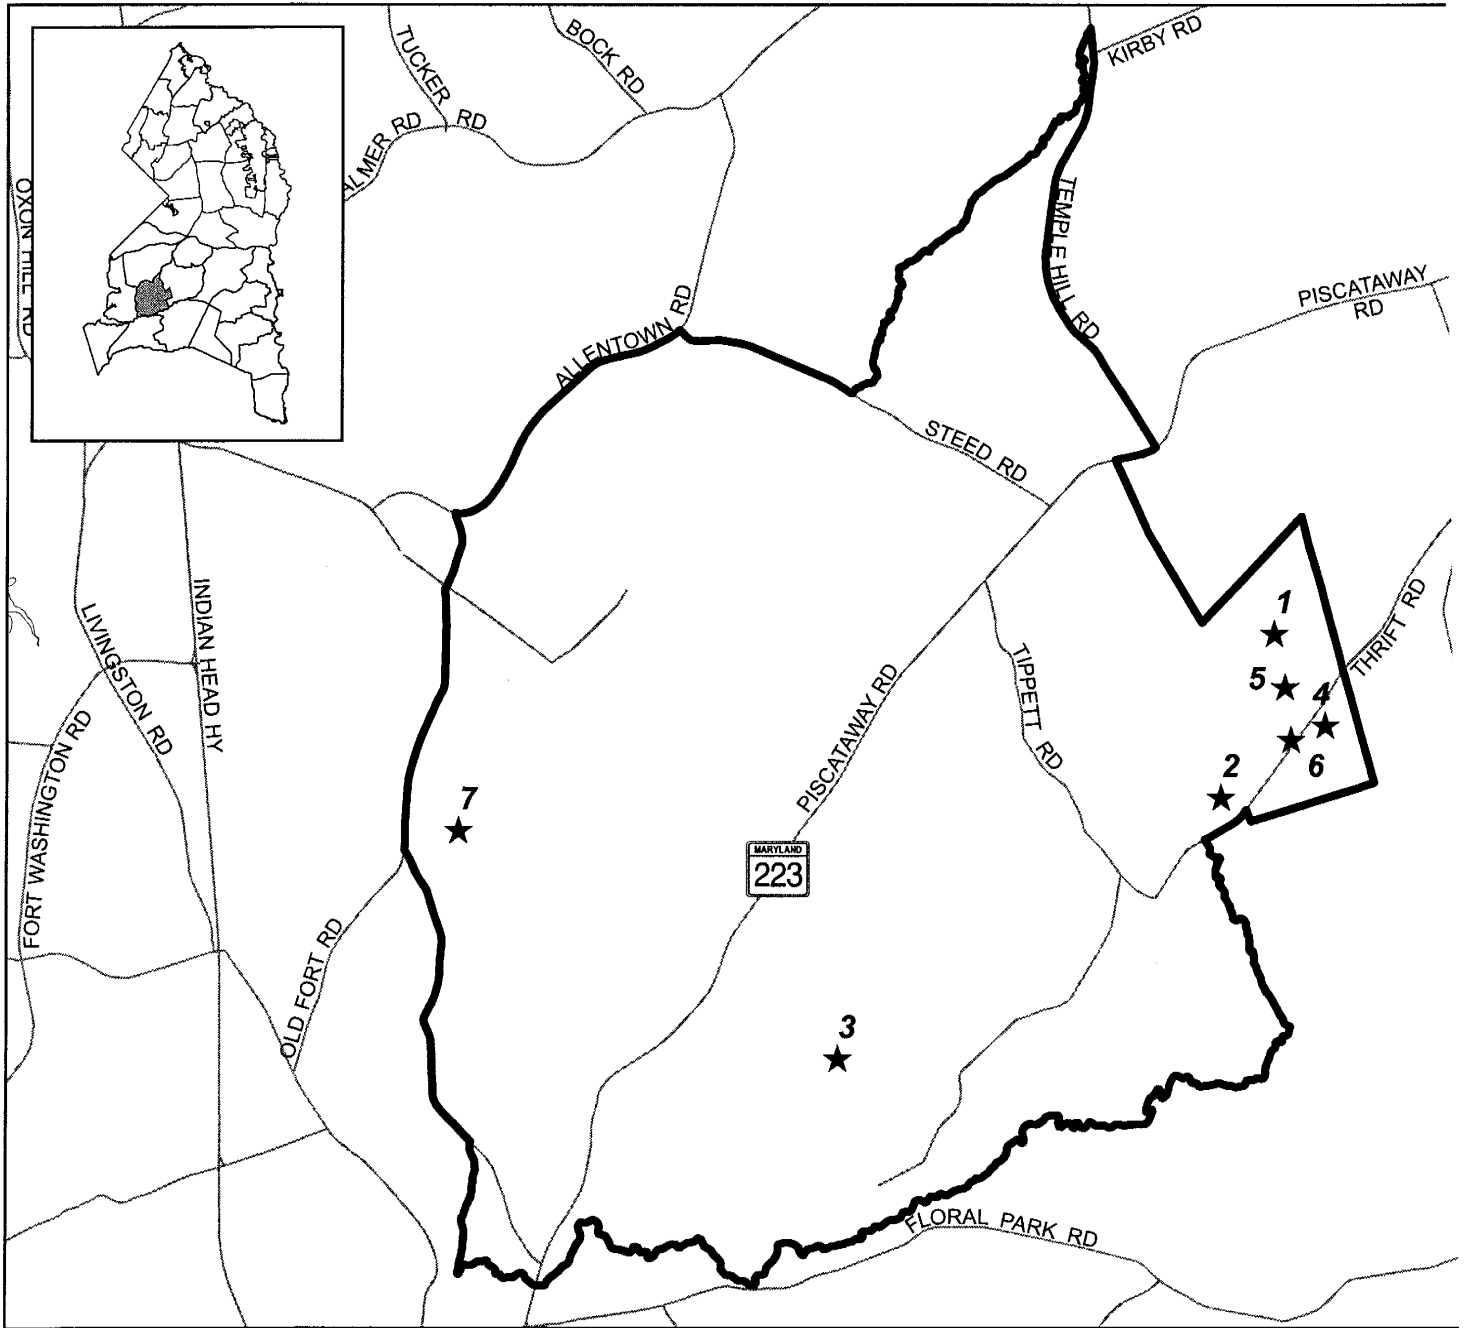 TUCKER
RD
BOCK RD
KIRBY RD
ALMER RD
OXON HILL RD
TEMPLE HILL RD
PISCATAWAY
RD
ALLENTOWN RD
STEED RD
THRIFT RD
INDIAN HEAD HY
LIVINGSTON RD
FORT WASHINGTON RD
TIPPETT RD
PISCATAWAY RD
1
5
4
6
2
7
MARYLAND
223
OLD FORT RD
3
FLORAL PARK RD